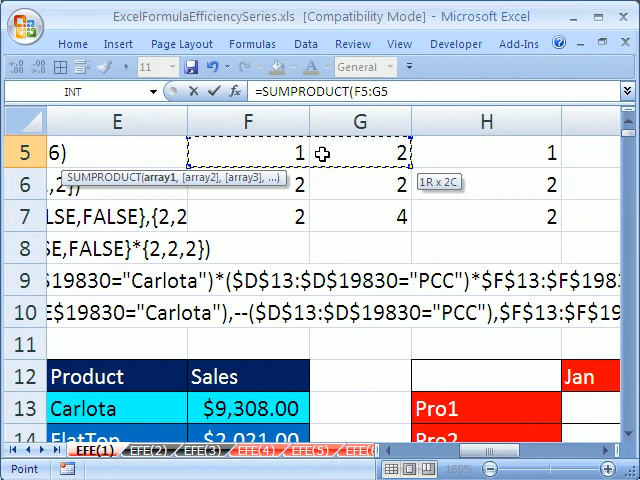 ExcelFormulaEfficiencySeries.xls [Compatibility Mode] - Microsoft Excel
Home Insert Page Layout Formulas Data Review View Developer Add-Ins
11 General
INT =SUMPRODUCT(F5:G5
E F G H
5 6) 1 2 1
SUMPRODUCT(array1, [array2], [array3], ...) 1R x 2C
6 ,2}) 2 2 2
7 LSE,FALSE},{2,2 2 4 2
8 SE,FALSE}*{2,2,2})
9 $19830="Carlota")*($D$13:$D$19830="PCC")*$F$13:$F$1983
10 E$19830="Carlota"),--($D$13:$D$19830="PCC"),$F$13:$F$19
11
12 Product Sales Jan
13 Carlota $9,308.00 Pro1
14 FlatTop $2,021.00 Pro2
EFE(1) EFE(2) EFE(3) EFE(4) EFE(5) EFE(6
Point 160%